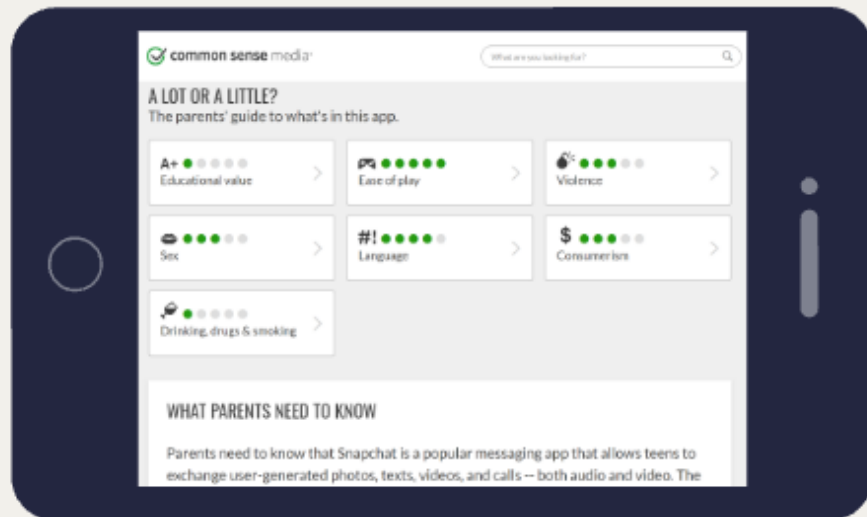 common sense media
What are you looking for?
A LOT OR A LITTLE?
The parents' guide to what's in this app.
A+
Educational value
Ease of play
Violence
Sex
#!
Language
$
Consumerism
Drinking, drugs & smoking
WHAT PARENTS NEED TO KNOW
Parents need to know that Snapchat is a popular messaging app that allows teens to
exchange user-generated photos, texts, videos, and calls -- both audio and video. The